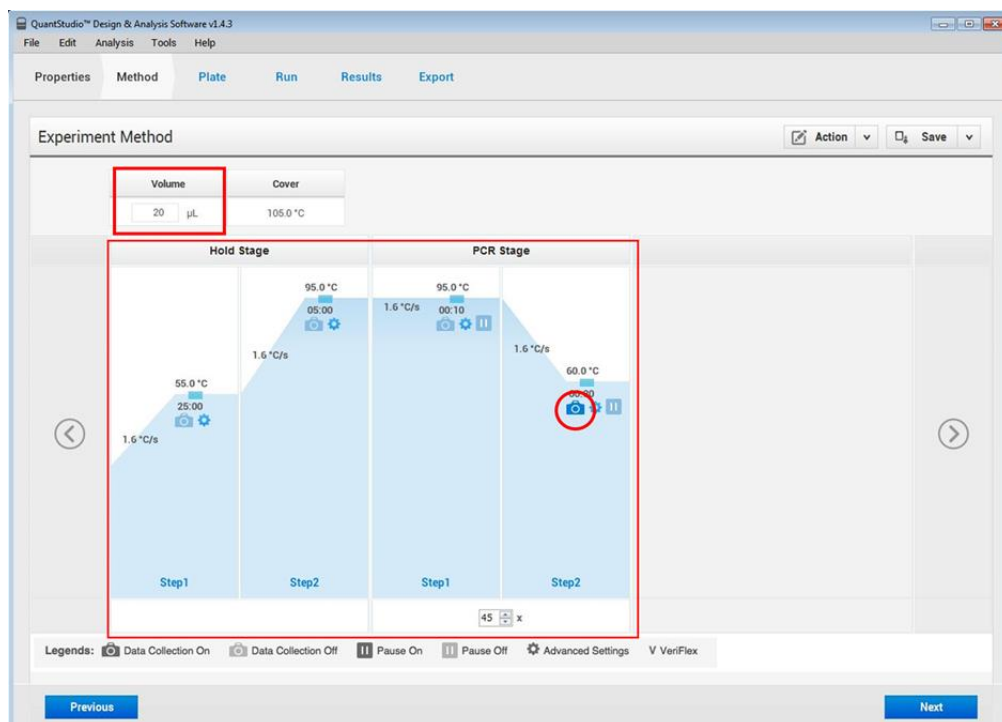 QuantStudio™ Design & Analysis Software v1.4.3
File Edit Analysis Tools Help
Properties Method Plate Run Results Export
Experiment Method
Action
Save
Volume Cover
20 µL 105.0 °C
Hold Stage PCR Stage
95.0 °C
05:00
1.6 °C/s
95.0 °C
1.6 °C/s 00:10
1.6 °C/s
60.0 °C
55.0 °C
25:00
1.6 °C/s
Step1 Step2 Step1 Step2
45 x
Legends: Data Collection On Data Collection Off Pause On Pause Off Advanced Settings V VeriFlex
Previous Next